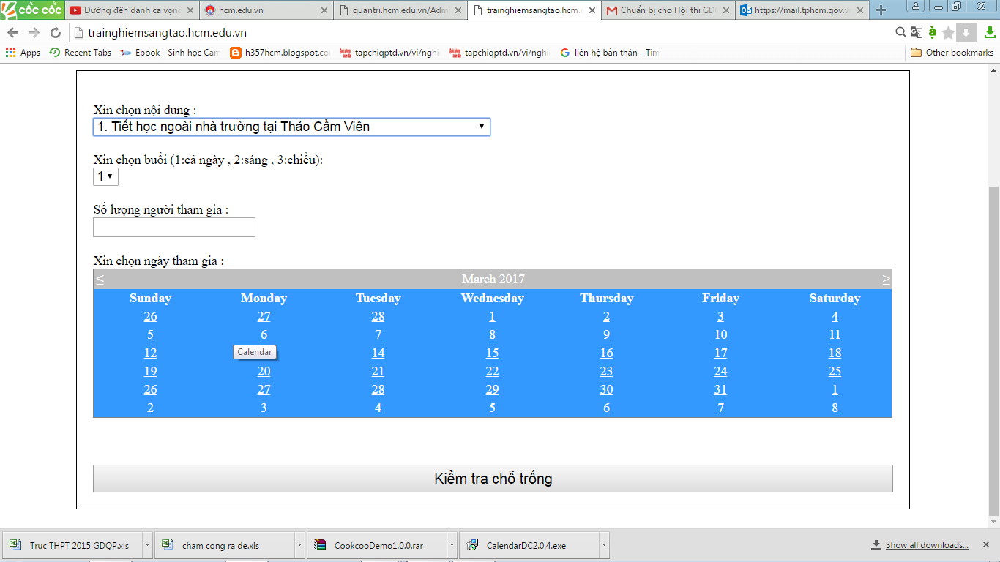 cốc cốc
Đường đến danh ca vọng
hcm.edu.vn
quantri.hcm.edu.vn/Adm
trainghiemsangtao.hcm.e
Chuẩn bị cho Hội thi GD
https://mail.tphcm.gov.v
trainghiemsangtao.hcm.edu.vn
Apps
Recent Tabs
Ebook - Sinh học Cam
h357hcm.blogspot.co
tapchiqptd.vn/vi/nghi
tapchiqptd.vn/vi/nghi
liên hệ bản thân - Tìm
Other bookmarks
Xin chọn nội dung :
1. Tiết học ngoài nhà trường tại Thảo Cầm Viên
Xin chọn buổi (1:cả ngày , 2:sáng , 3:chiều):
1
Số lượng người tham gia :
Xin chọn ngày tham gia :
< March 2017 >
Sunday Monday Tuesday Wednesday Thursday Friday Saturday
26 27 28 1 2 3 4
5 6 7 8 9 10 11
12 14 15 16 17 18
Calendar
19 20 21 22 23 24 25
26 27 28 29 30 31 1
2 3 4 5 6 7 8
Kiểm tra chỗ trống
Truc THPT 2015 GDQP.xls
cham cong ra de.xls
CookcooDemo1.0.0.rar
CalendarDC2.0.4.exe
Show all downloads...